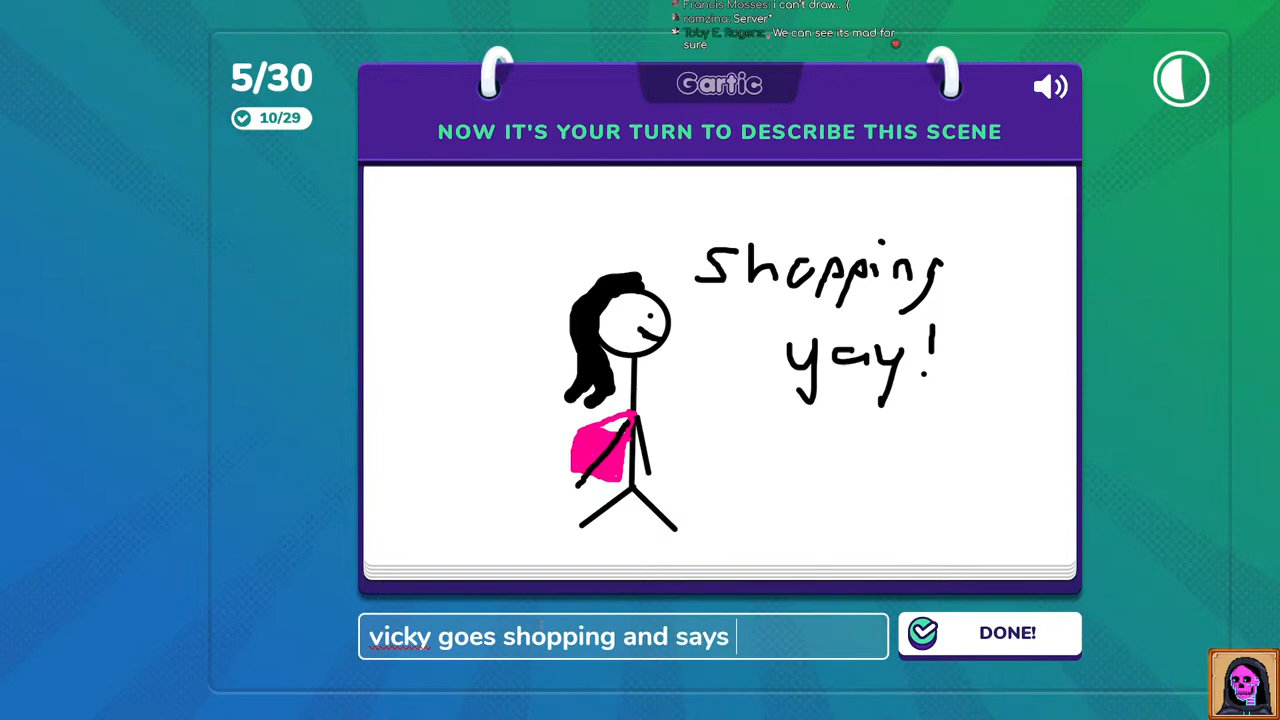 Francis Mosses: i can't draw... :(
ramzina: Server*
Toby E. Rogers: We can see its mad for
sure
5/30
10/29
Gartic
NOW IT'S YOUR TURN TO DESCRIBE THIS SCENE
shopping
yay!
vicky goes shopping and says
DONE!